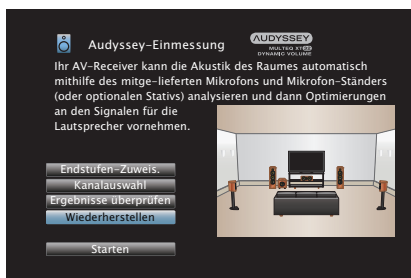 Audyssey-Einmessung
AUDYSSEY
MULTEQ XT32
DYNAMIC VOLUME
Ihr AV-Receiver kann die Akustik des Raumes automatisch
mithilfe des mitge-lieferten Mikrofons und Mikrofon-Ständers
(oder optionalen Stativs) analysieren und dann Optimierungen
an den Signalen für die
Lautsprecher vornehmen.
Endstufen-Zuweis.
Kanalauswahl
Ergebnisse überprüfen
Wiederherstellen
Starten